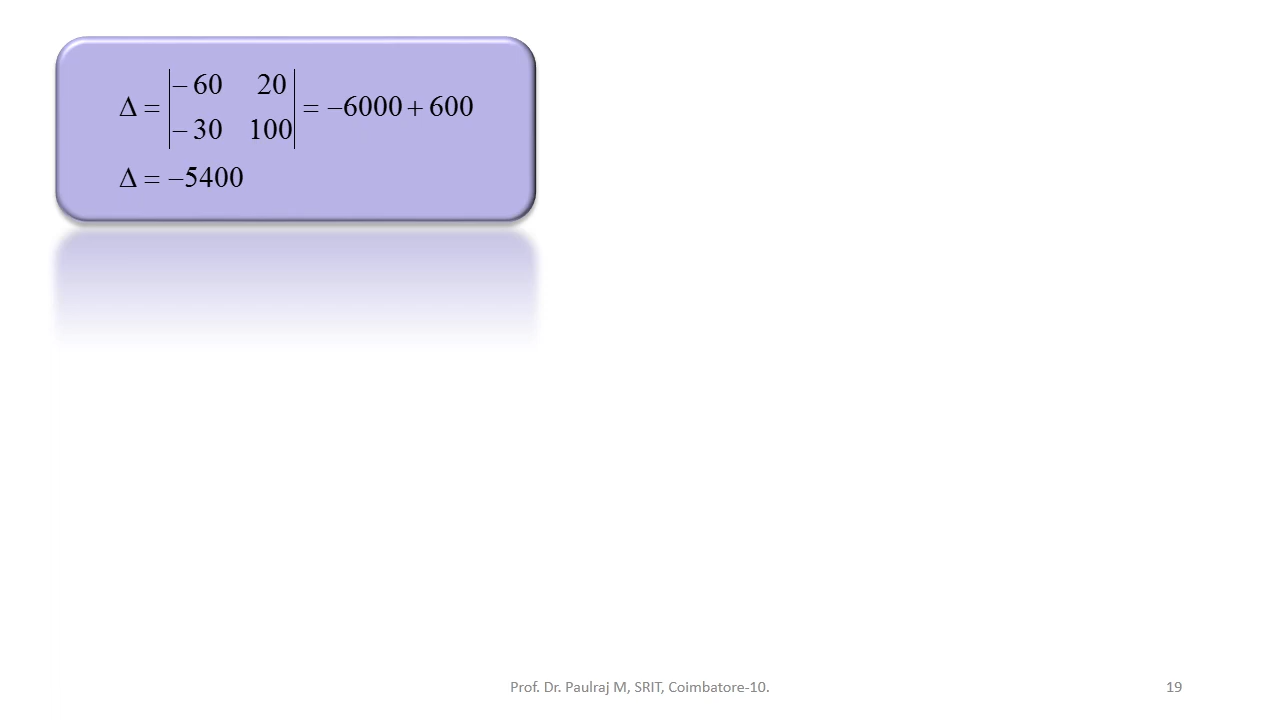 Δ = |−60 20; −30 100| = −6000 + 600
Δ = −5400
Prof. Dr. Paulraj M, SRIT, Coimbatore-10.
19